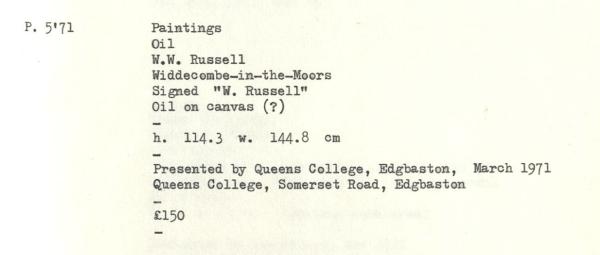 P. 5'71 Paintings
Oil
W.W. Russell
Widdecombe-in-the-Moors
Signed "W. Russell"
Oil on canvas (?)
-
h. 114.3 w. 144.8 cm
-
Presented by Queens College, Edgbaston, March 1971
Queens College, Somerset Road, Edgbaston
-
£150
-